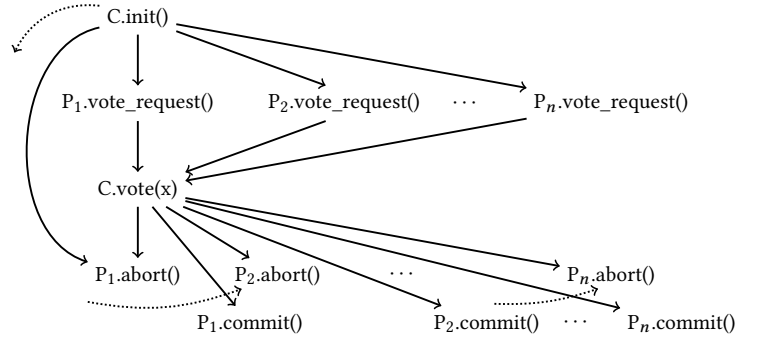 C.init()
P₁.vote_request() P₂.vote_request() ··· Pₙ.vote_request()
C.vote(x)
P₁.abort() P₂.abort() ··· Pₙ.abort()
P₁.commit() P₂.commit() ··· Pₙ.commit()